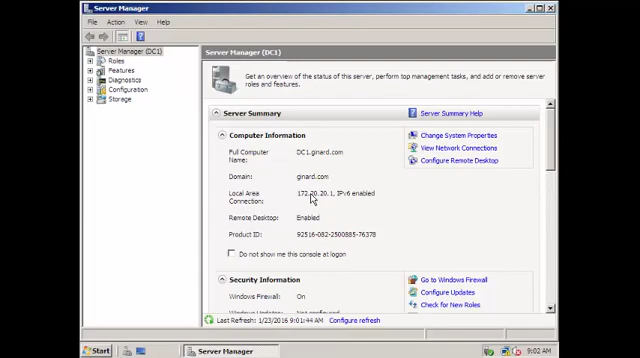 Server Manager
File Action View Help
Server Manager (DC1)
Roles
Features
Diagnostics
Configuration
Storage
Server Manager (DC1)
Get an overview of the status of this server, perform top management tasks, and add or remove server
roles and features.
Server Summary
Server Summary Help
Computer Information
Full Computer
Name:
DC1.ginard.com
Domain:
ginard.com
Local Area
Connection:
172.20.20.1, IPv6 enabled
Remote Desktop:
Enabled
Product ID:
92516-082-2500885-76378
Do not show me this console at logon
Change System Properties
View Network Connections
Configure Remote Desktop
Security Information
Windows Firewall:
On
Go to Windows Firewall
Configure Updates
Check for New Roles
Last Refresh: 1/23/2016 9:01:44 AM Configure refresh
Start
Server Manager
9:02 AM